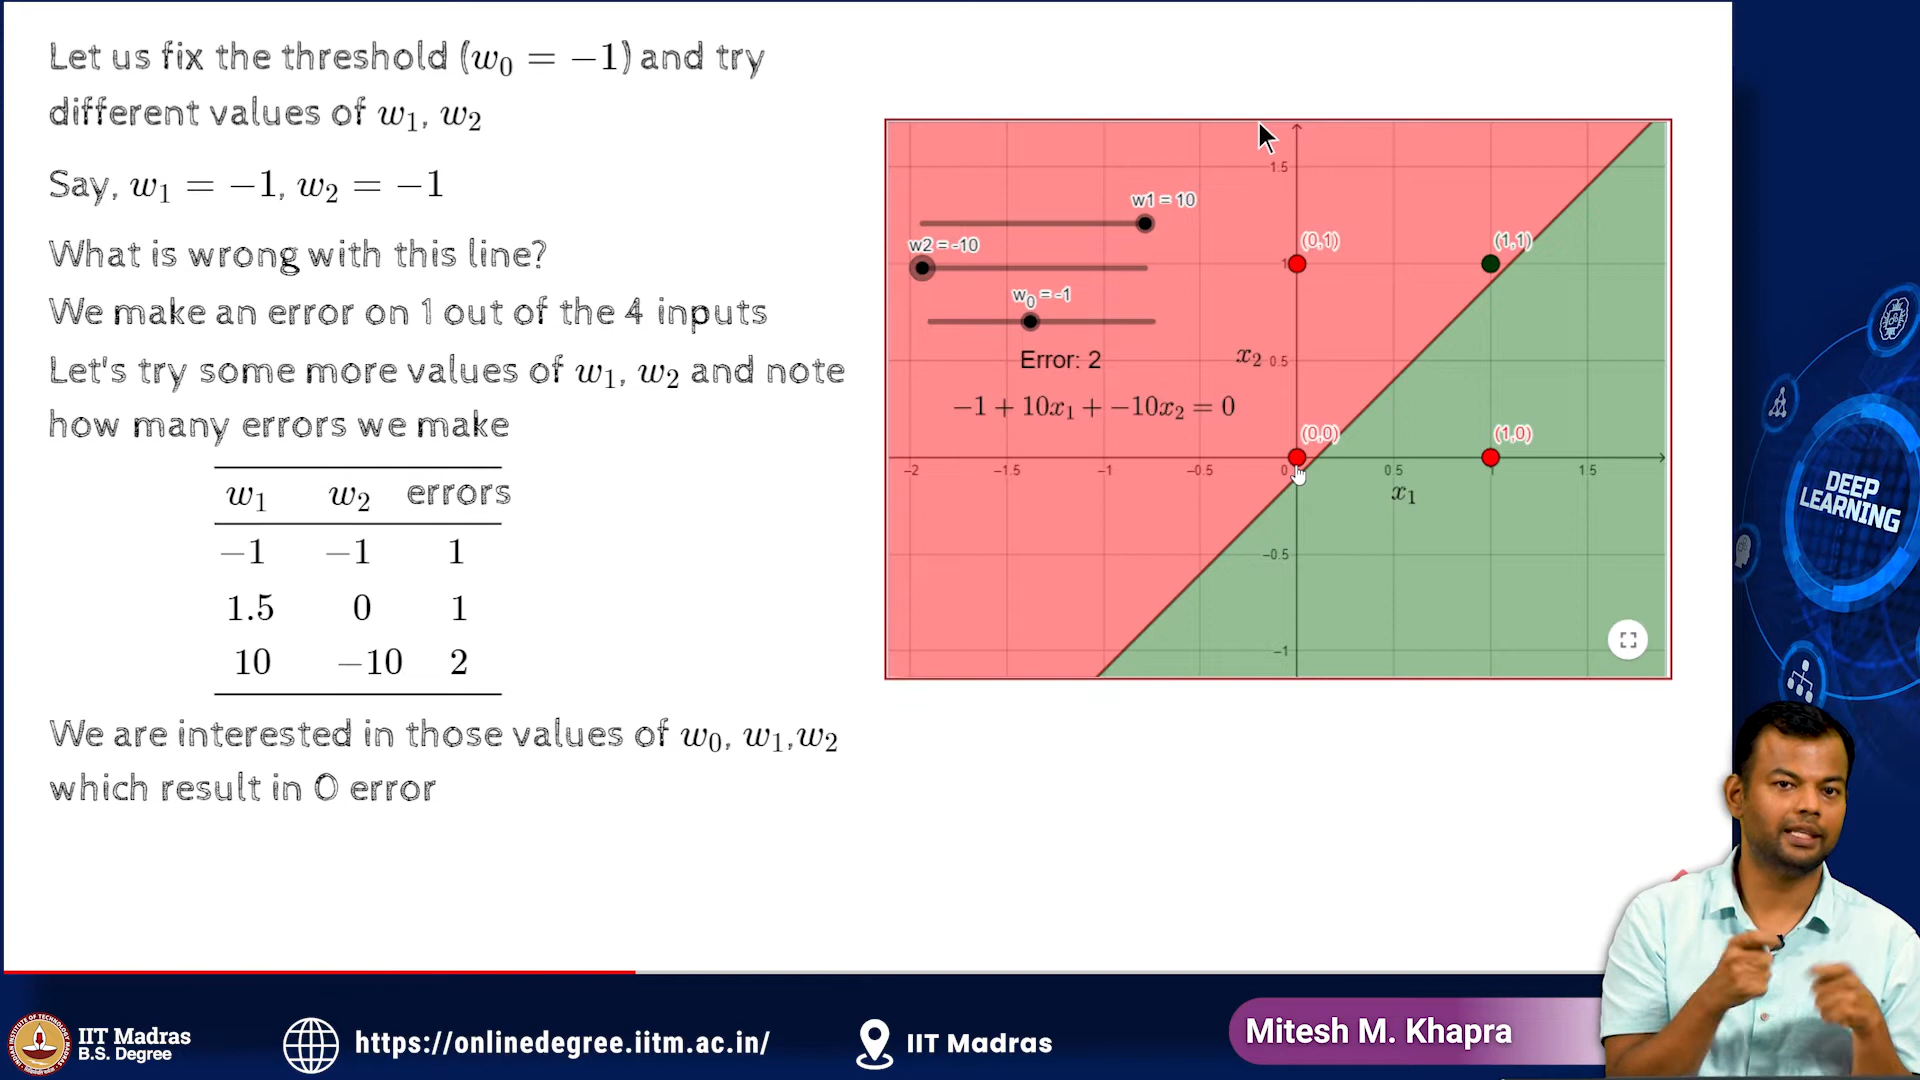 Let us fix the threshold (w₀ = −1) and try
different values of w₁, w₂
Say, w₁ = −1, w₂ = −1
What is wrong with this line?
We make an error on 1 out of the 4 inputs
Let's try some more values of w₁, w₂ and note
how many errors we make
w₁ w₂ errors
−1 −1 1
1.5 0 1
10 −10 2
We are interested in those values of w₀, w₁,w₂
which result in 0 error
w1 = 10
w2 = -10
w₀ = -1
Error: 2
−1 + 10x₁ + −10x₂ = 0
1.5
(0,1)
(1,1)
1
x₂ 0.5
(0,0)
(1,0)
−2 −1.5 −1 −0.5 0 0.5 1 1.5
x₁
−0.5
−1
DEEP
LEARNING
IIT Madras
B.S. Degree
https://onlinedegree.iitm.ac.in/
IIT Madras
Mitesh M. Khapra